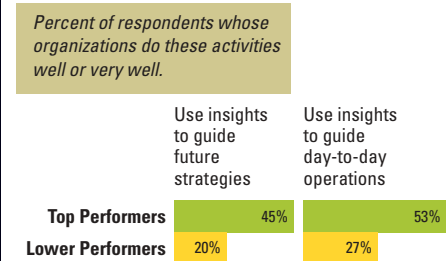 Percent of respondents whose
organizations do these activities
well or very well.
Use insights
to guide
future
strategies
Use insights
to guide
day-to-day
operations
Top Performers 45% 53%
Lower Performers 20% 27%